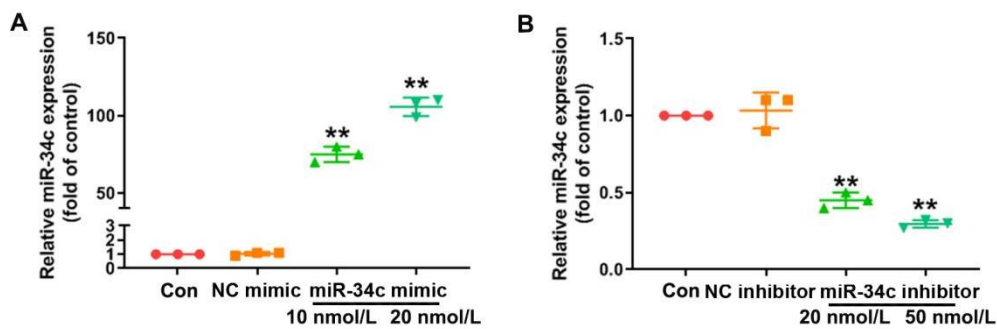 A
Relative miR-34c expression
(fold of control)
150
100
50
3
2
1
0
**
**
Con
NC mimic
miR-34c mimic
10 nmol/L
20 nmol/L
B
Relative miR-34c expression
(fold of control)
1.5
1.0
0.5
0.0
**
**
Con
NC inhibitor
miR-34c inhibitor
20 nmol/L
50 nmol/L